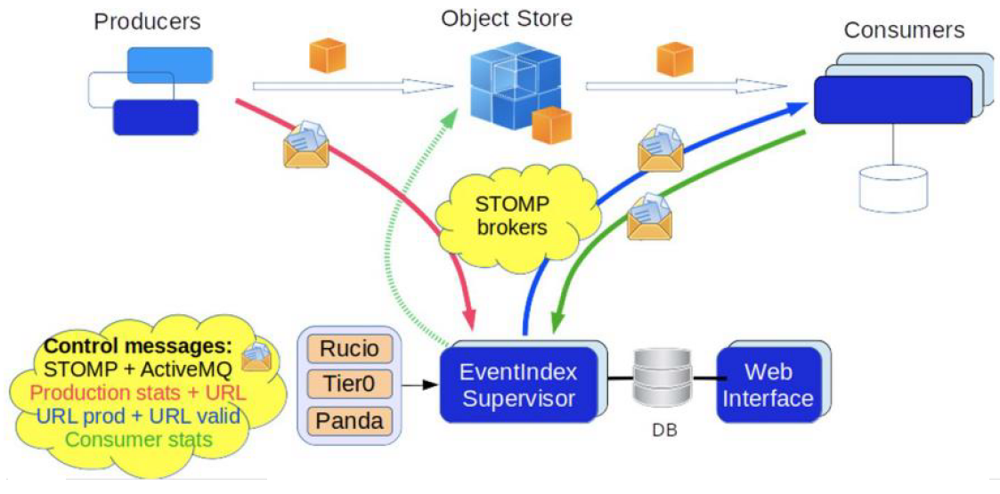 Producers
Object Store
Consumers
STOMP
brokers
Control messages:
STOMP + ActiveMQ
Production stats + URL
URL prod + URL valid
Consumer stats
Rucio
Tier0
Panda
EventIndex
Supervisor
DB
Web
Interface